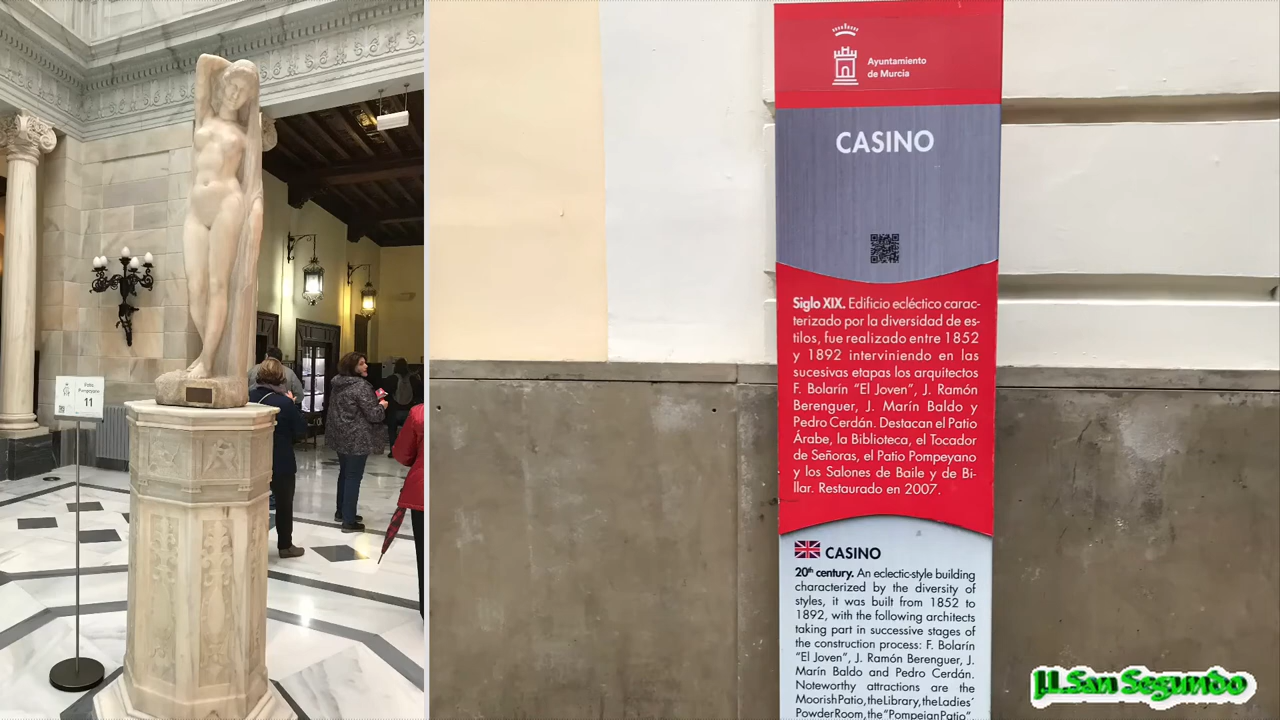 Patio
Pompeyano
11
Ayuntamiento
de Murcia
CASINO
Siglo XIX. Edificio ecléctico carac-
terizado por la diversidad de es-
tilos, fue realizado entre 1852
y 1892 interviniendo en las
sucesivas etapas los arquitectos
F. Bolarín “El Joven”, J. Ramón
Berenguer, J. Marín Baldo y
Pedro Cerdán. Destacan el Patio
Árabe, la Biblioteca, el Tocador
de Señoras, el Patio Pompeyano
y los Salones de Baile y de Bi-
llar. Restaurado en 2007.
CASINO
20th century. An eclectic-style building
characterized by the diversity of
styles, it was built from 1852 to
1892, with the following architects
taking part in successive stages of
the construction process: F. Bolarín
“El Joven”, J. Ramón Berenguer, J.
Marín Baldo and Pedro Cerdán.
Noteworthy attractions are the
Moorish Patio, the Library, the Ladies’
Powder Room, the “Pompeian Patio”,
J.L.San Segundo